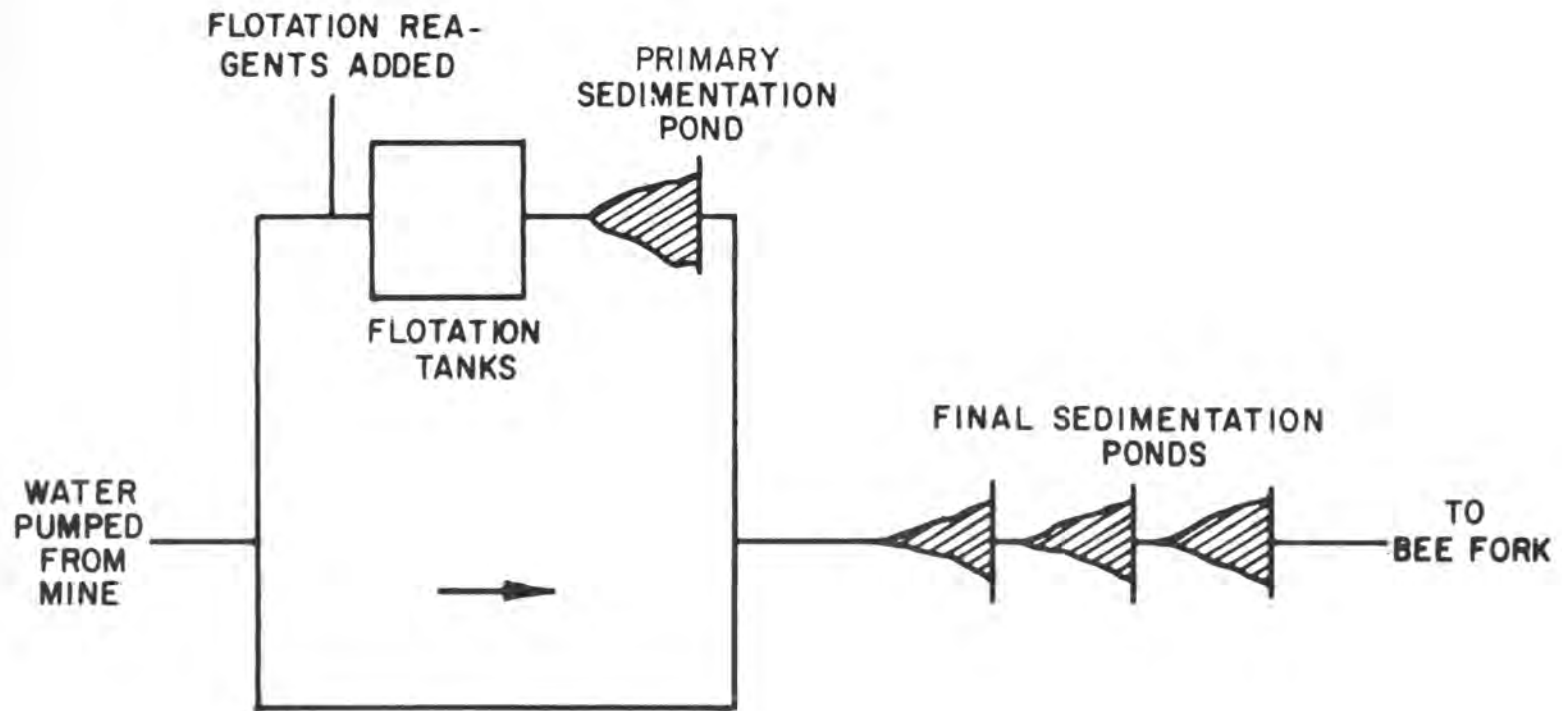 FLOTATION REA-
GENTS ADDED
PRIMARY
SEDIMENTATION
POND
FLOTATION
TANKS
FINAL SEDIMENTATION
PONDS
WATER
PUMPED
FROM
MINE
TO
BEE FORK